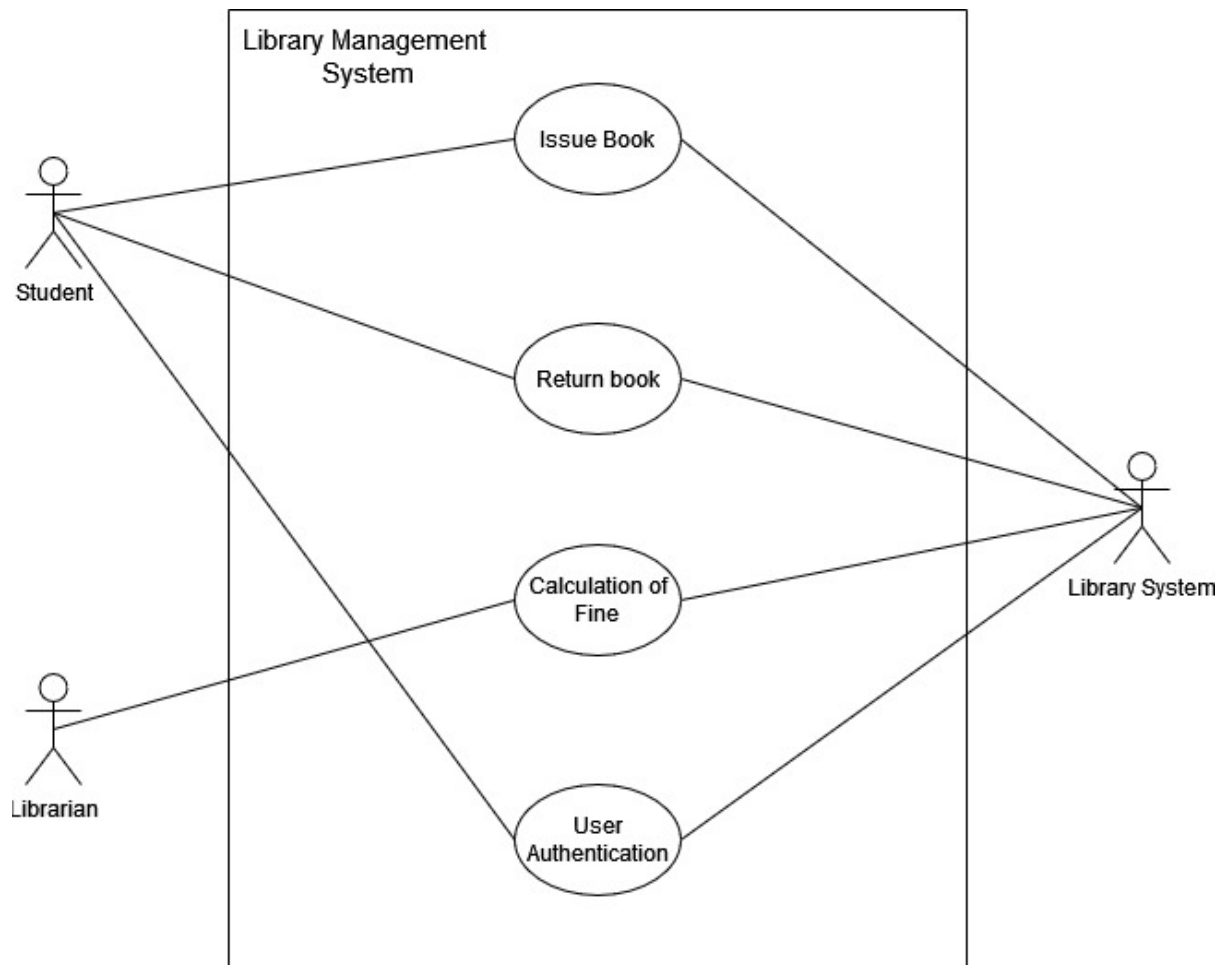 Library Management
System
Issue Book
Student
Return book
Calculation of
Fine
Library System
Librarian
User
Authentication